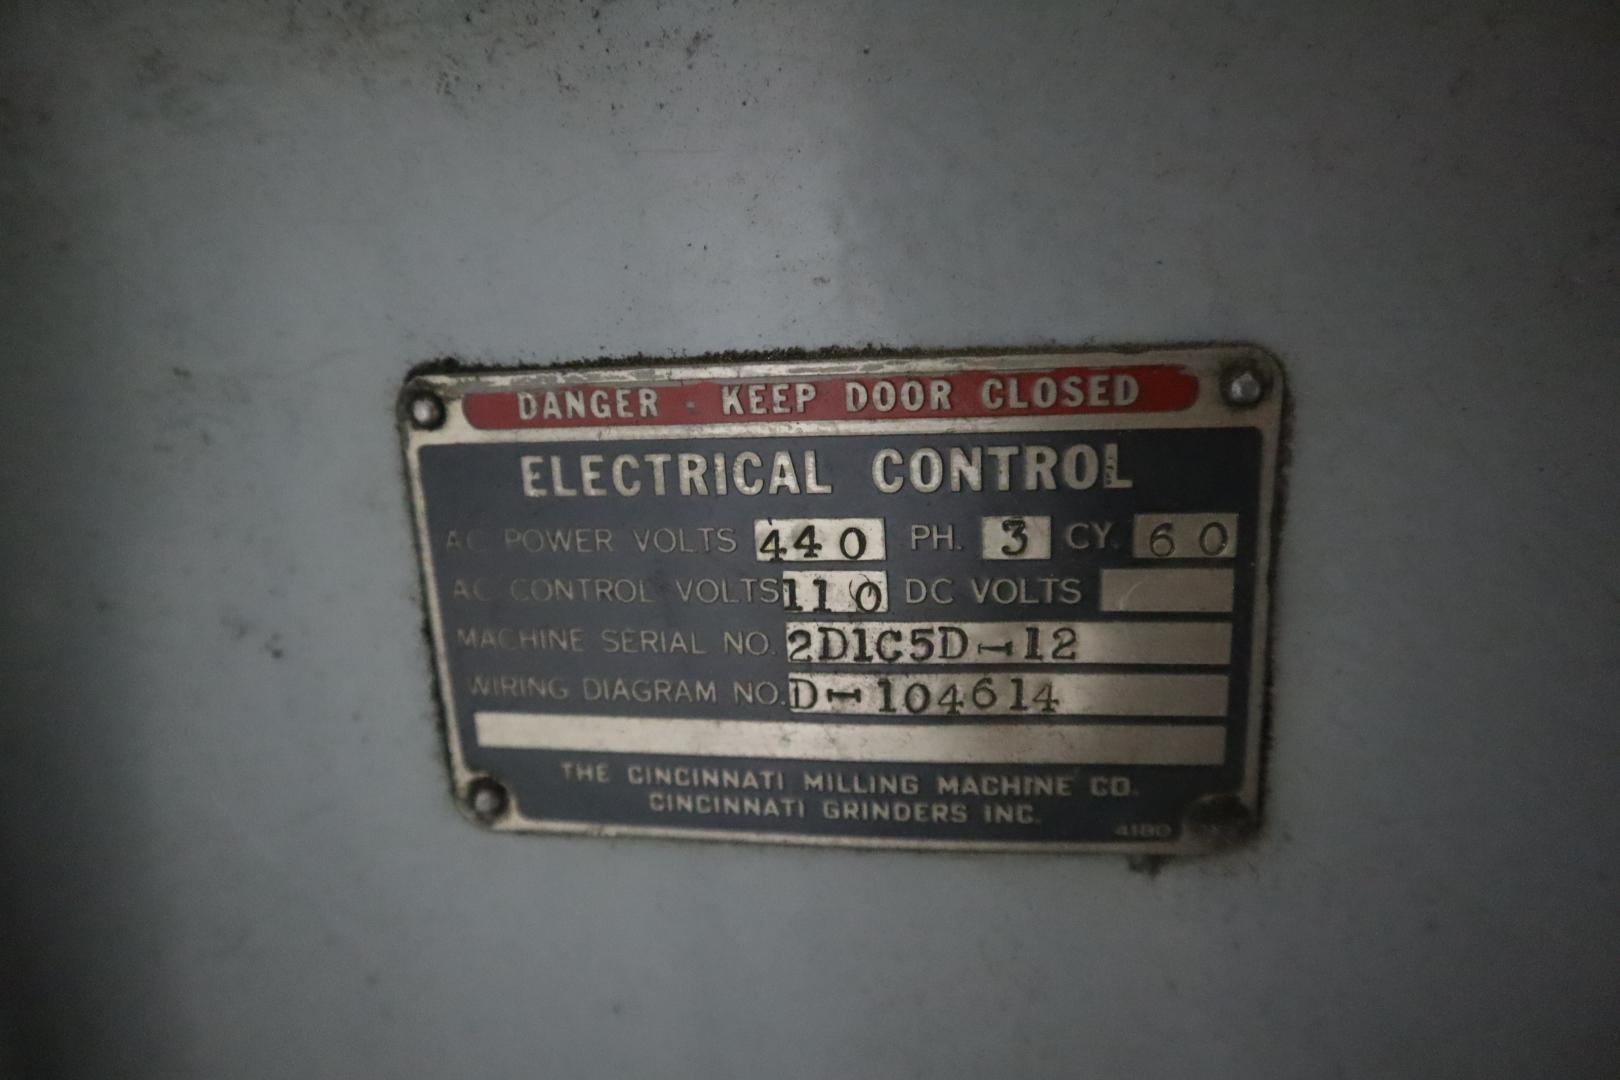 DANGER - KEEP DOOR CLOSED
ELECTRICAL CONTROL
AC POWER VOLTS 440 PH. 3 CY. 60
AC CONTROL VOLTS 110 DC VOLTS
MACHINE SERIAL NO. 2D1C5D-12
WIRING DIAGRAM NO. D-104614
THE CINCINNATI MILLING MACHINE CO.
CINCINNATI GRINDERS INC.
4180